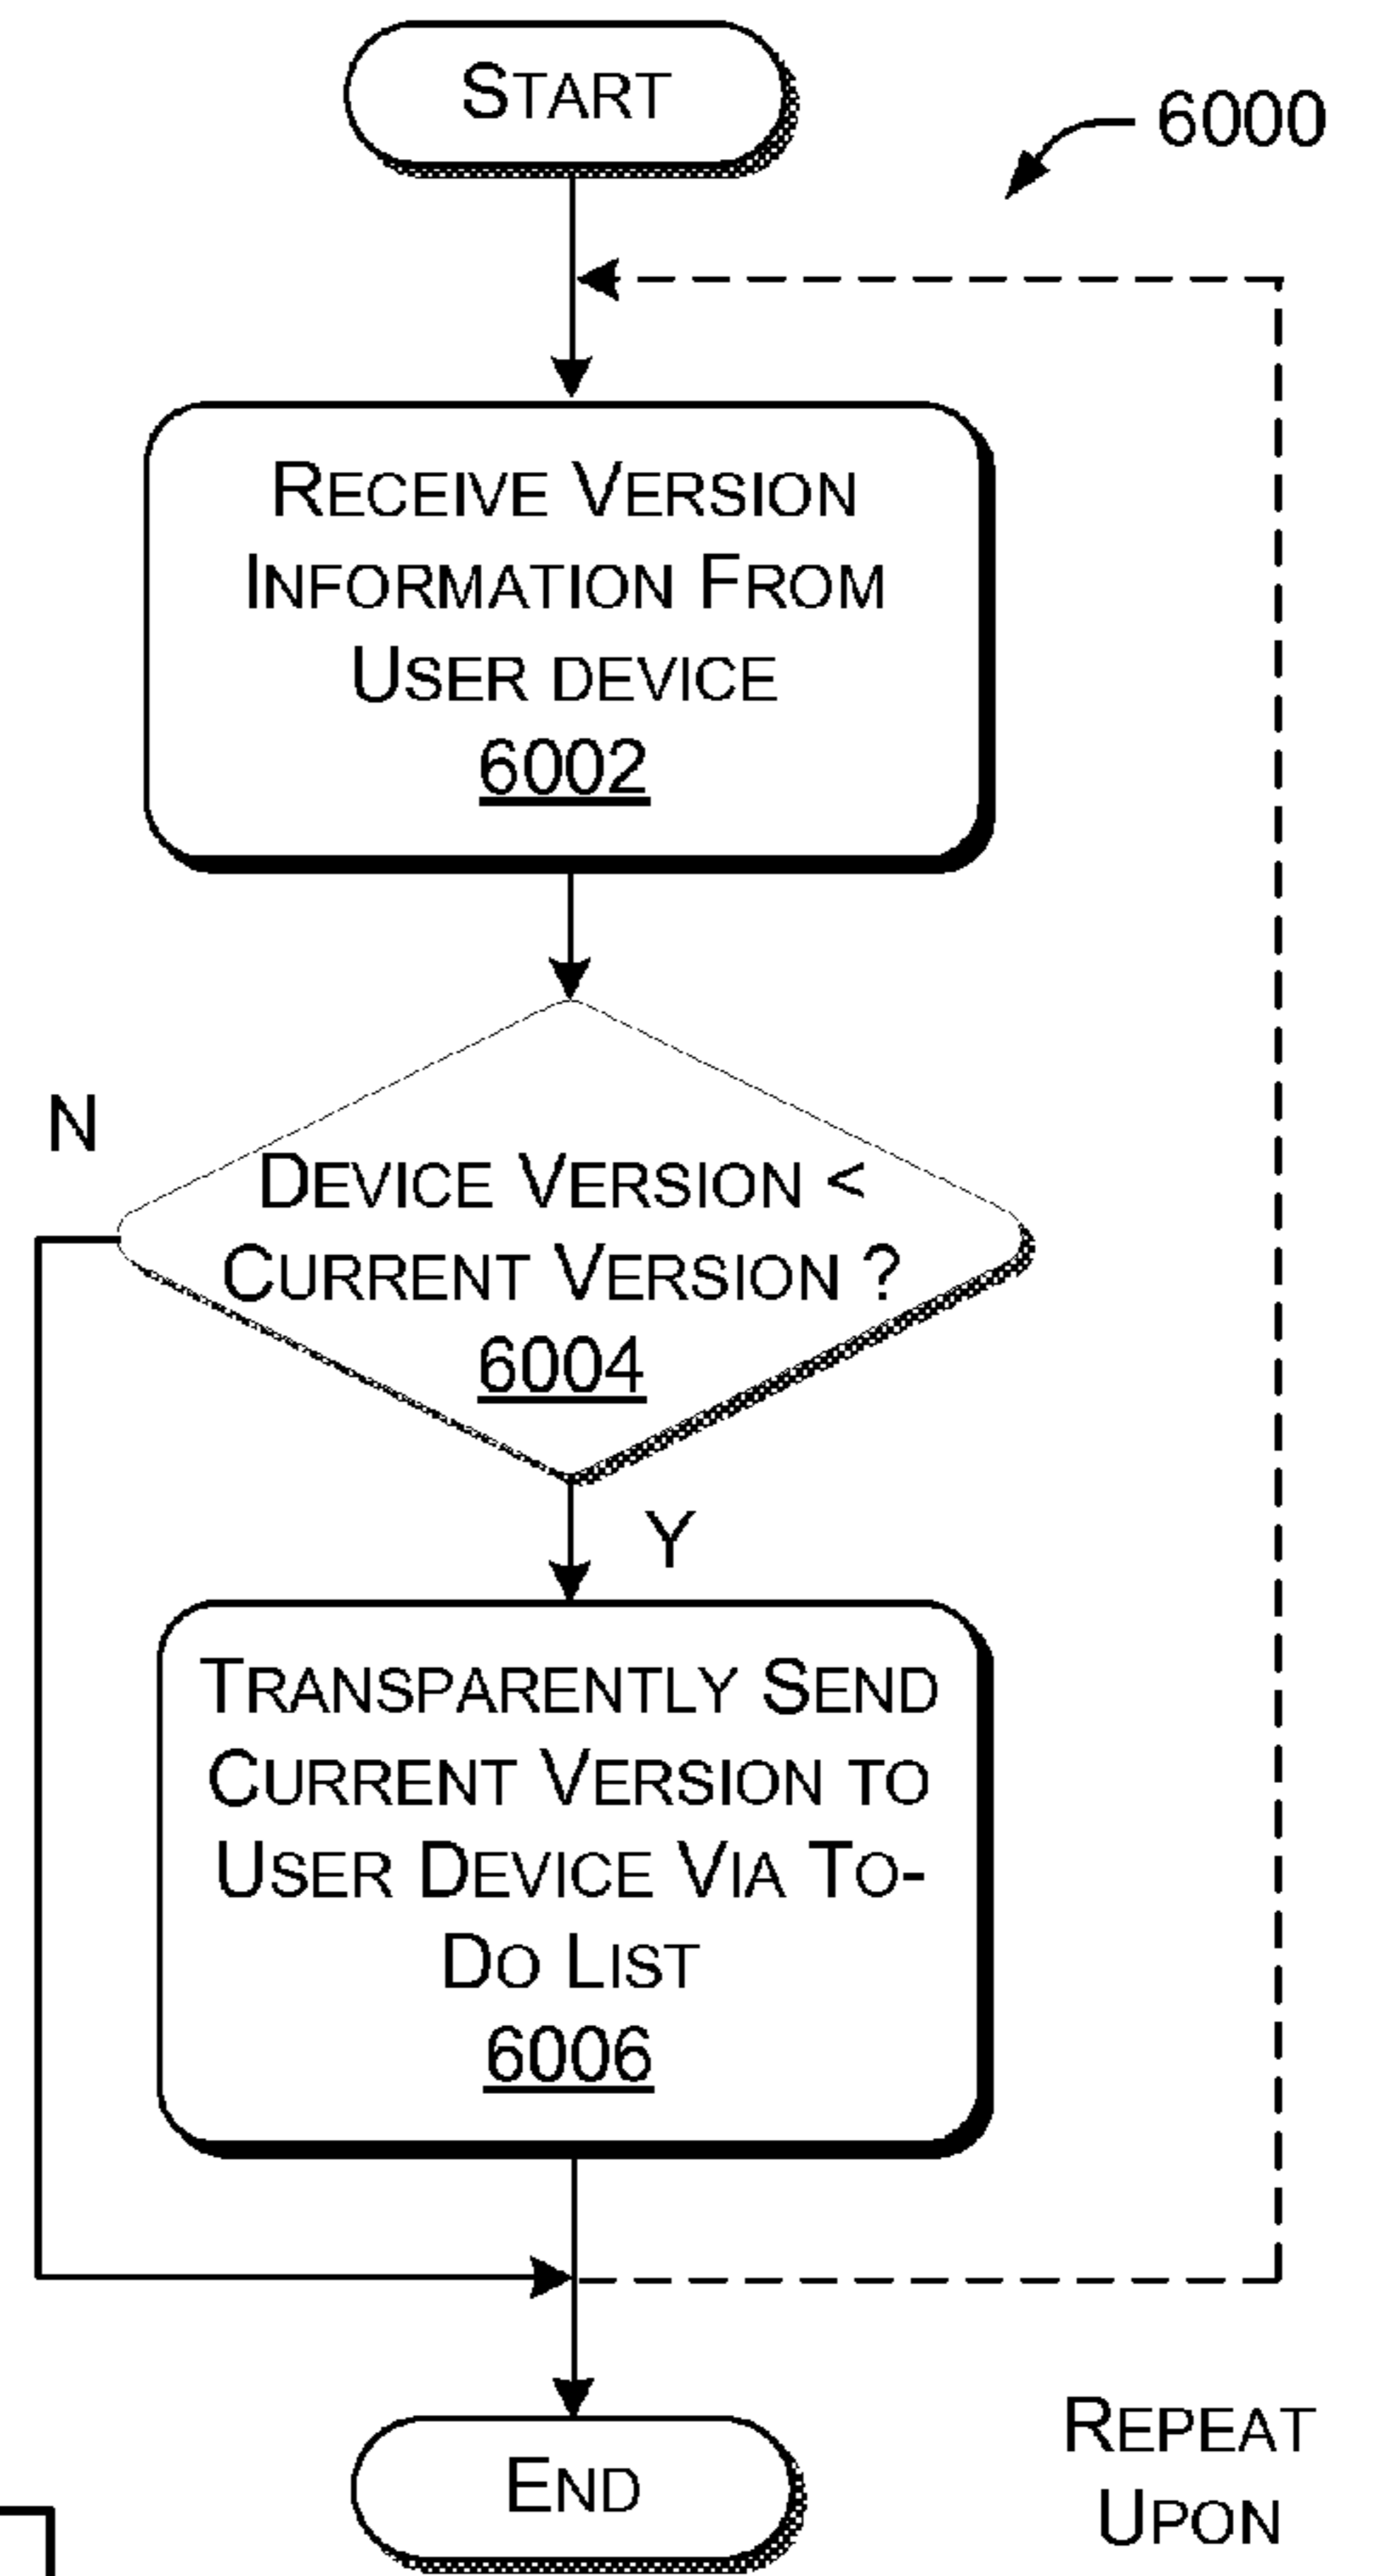 START
6000
RECEIVE VERSION
INFORMATION FROM
USER DEVICE
6002
N
DEVICE VERSION <
CURRENT VERSION ?
6004
Y
TRANSPARENTLY SEND
CURRENT VERSION TO
USER DEVICE VIA TO-
DO LIST
6006
END
REPEAT
UPON